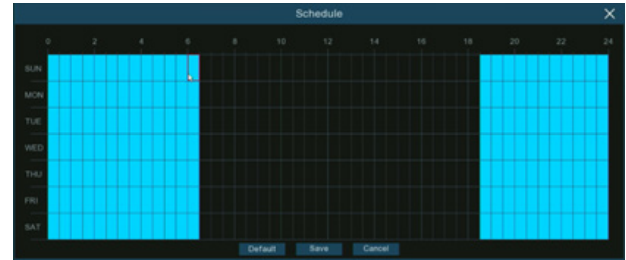 Schedule
0 2 4 6 8 10 12 14 16 18 20 22 24
SUN
MON
TUE
WED
THU
FRI
SAT
Default Save Cancel